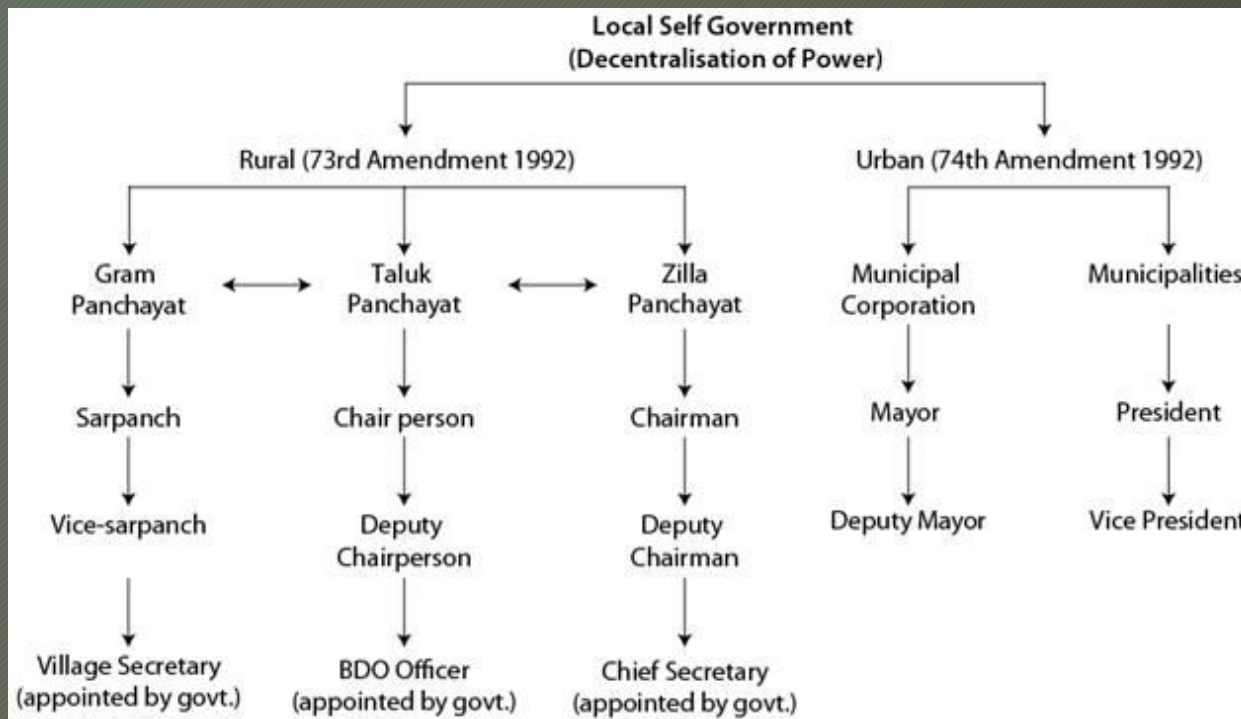 Local Self Government
(Decentralisation of Power)
Rural (73rd Amendment 1992)
Urban (74th Amendment 1992)
Gram
Panchayat
Taluk
Panchayat
Zilla
Panchayat
Municipal
Corporation
Municipalities
Sarpanch
Chair person
Chairman
Mayor
President
Vice-sarpanch
Deputy
Chairperson
Deputy
Chairman
Deputy Mayor
Vice President
Village Secretary
(appointed by govt.)
BDO Officer
(appointed by govt.)
Chief Secretary
(appointed by govt.)